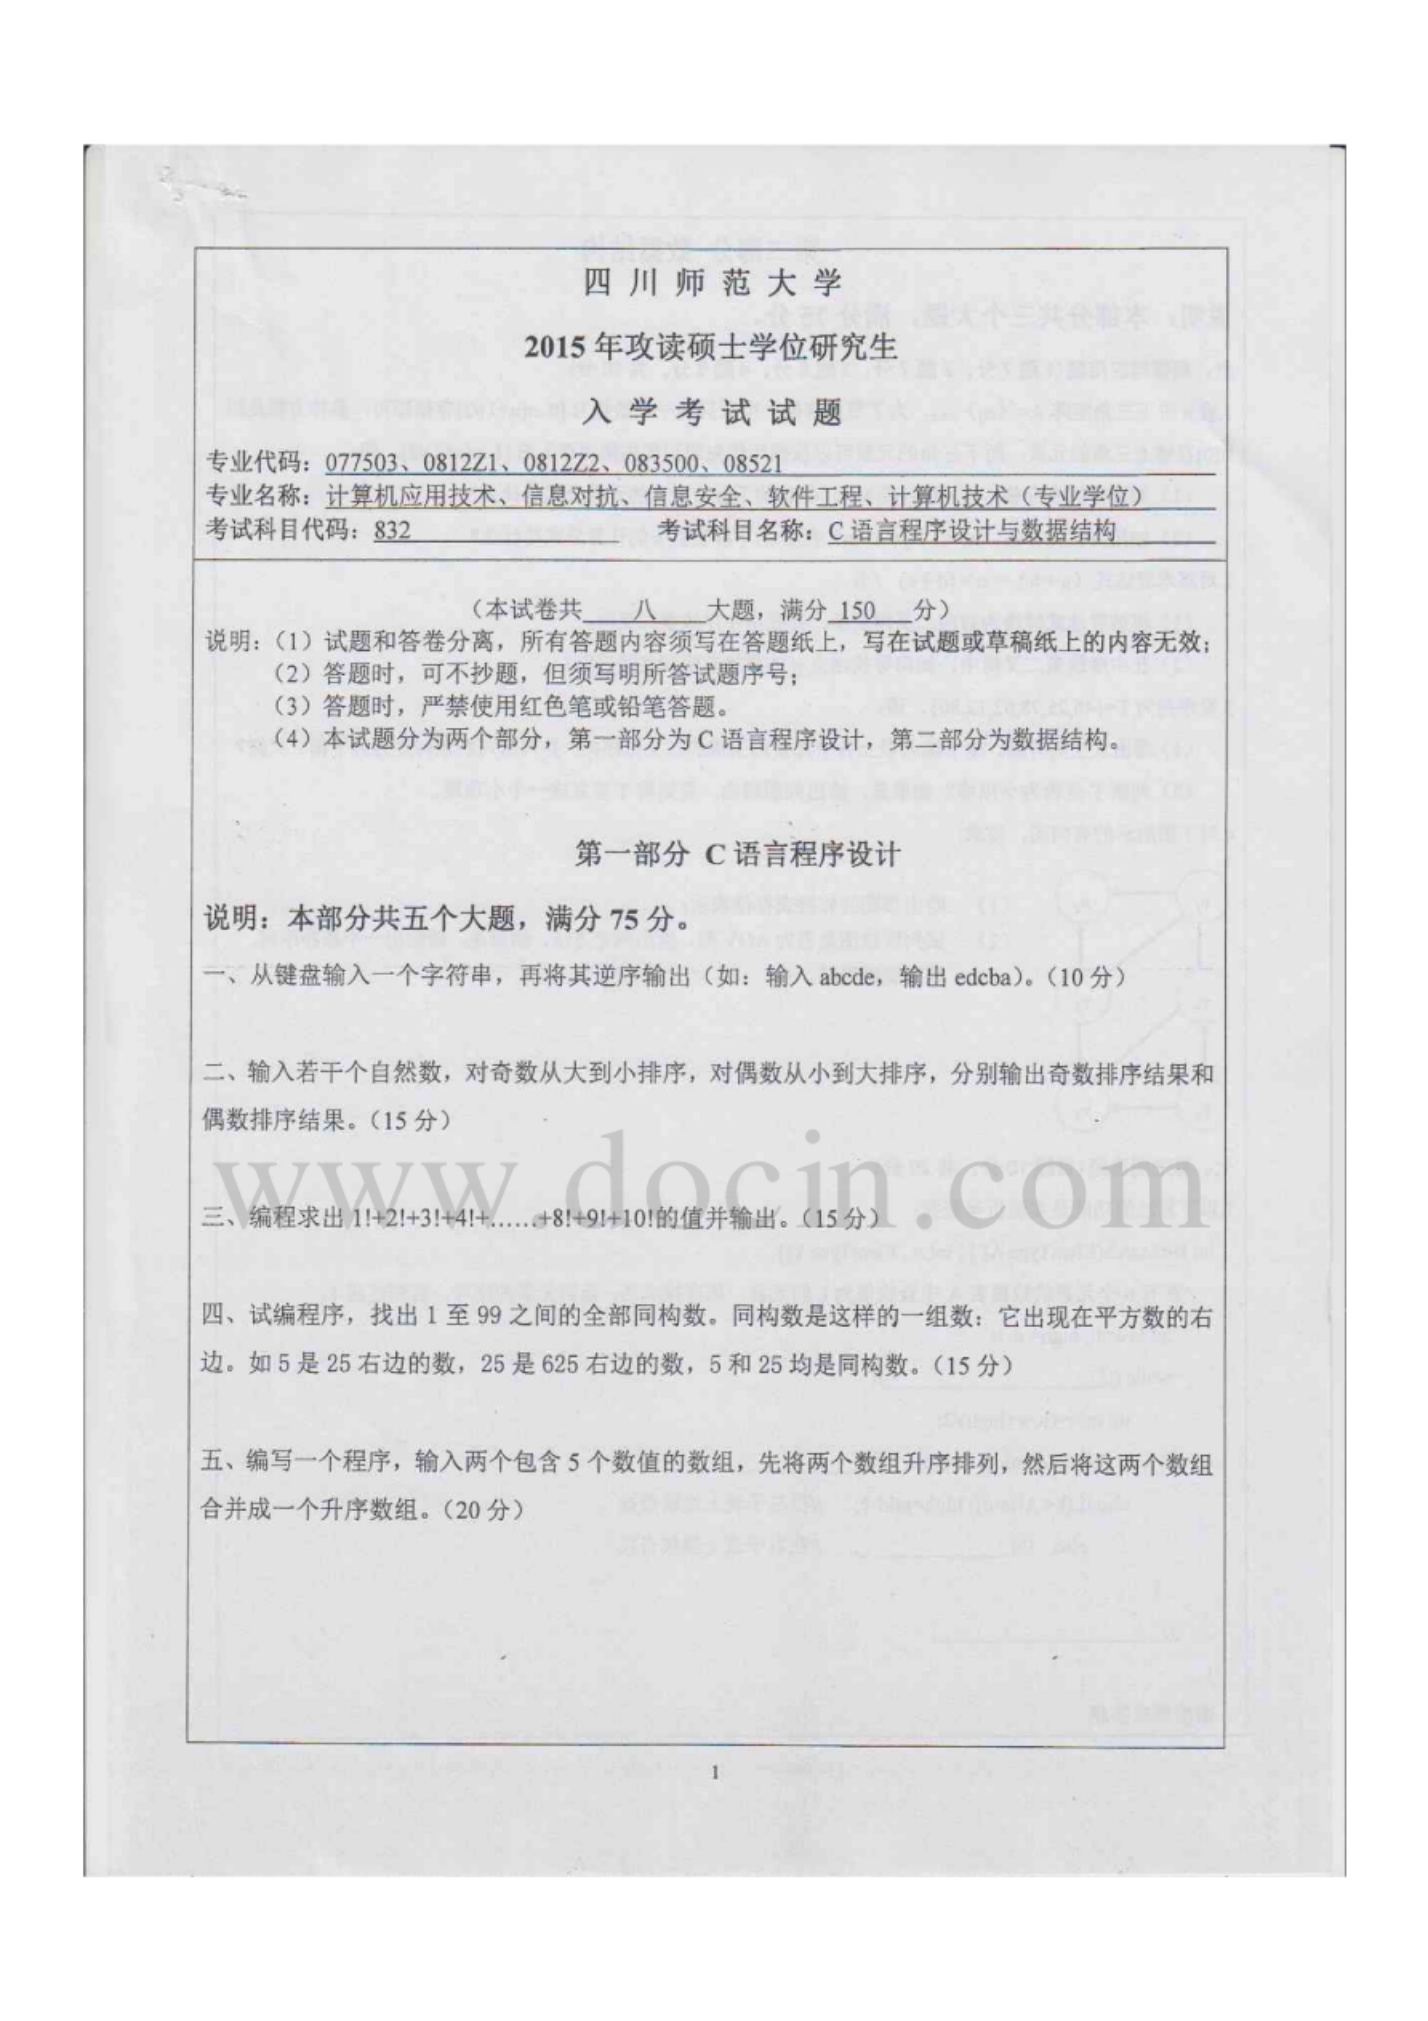 四川师范大学
2015年攻读硕士学位研究生
入学考试试题
专业代码：077503、0812Z1、0812Z2、083500、08521
专业名称：计算机应用技术、信息对抗、信息安全、软件工程、计算机技术（专业学位）
考试科目代码：832 考试科目名称：C语言程序设计与数据结构
（本试卷共 八 大题，满分 150 分）
说明：（1）试题和答卷分离，所有答题内容须写在答题纸上，写在试题或草稿纸上的内容无效；
（2）答题时，可不抄题，但须写明所答试题序号；
（3）答题时，严禁使用红色笔或铅笔答题。
（4）本试题分为两个部分，第一部分为C语言程序设计，第二部分为数据结构。
第一部分 C语言程序设计
说明：本部分共五个大题，满分75分。
一、从键盘输入一个字符串，再将其逆序输出（如：输入abcde，输出edcba）。（10分）
二、输入若干个自然数，对奇数从大到小排序，对偶数从小到大排序，分别输出奇数排序结果和
偶数排序结果。（15分）
www.docin.com
三、编程求出1!+2!+3!+4!+……+8!+9!+10!的值并输出。（15分）
四、试编程序，找出1至99之间的全部同构数。同构数是这样的一组数：它出现在平方数的右
边。如5是25右边的数，25是625右边的数，5和25均是同构数。（15分）
五、编写一个程序，输入两个包含5个数值的数组，先将两个数组升序排列，然后将这两个数组
合并成一个升序数组。（20分）
1